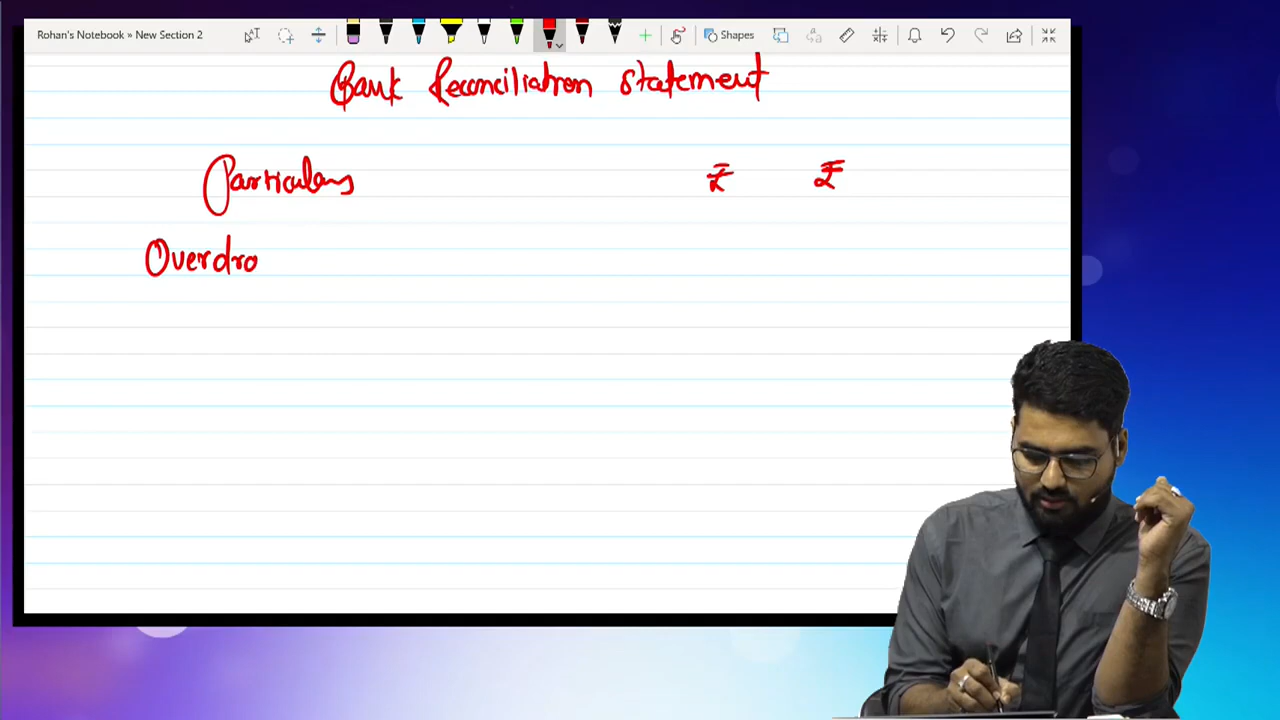 Rohan's Notebook » New Section 2
Shapes
Bank Reconciliation Statement
Particulars ₹ ₹
Overdra